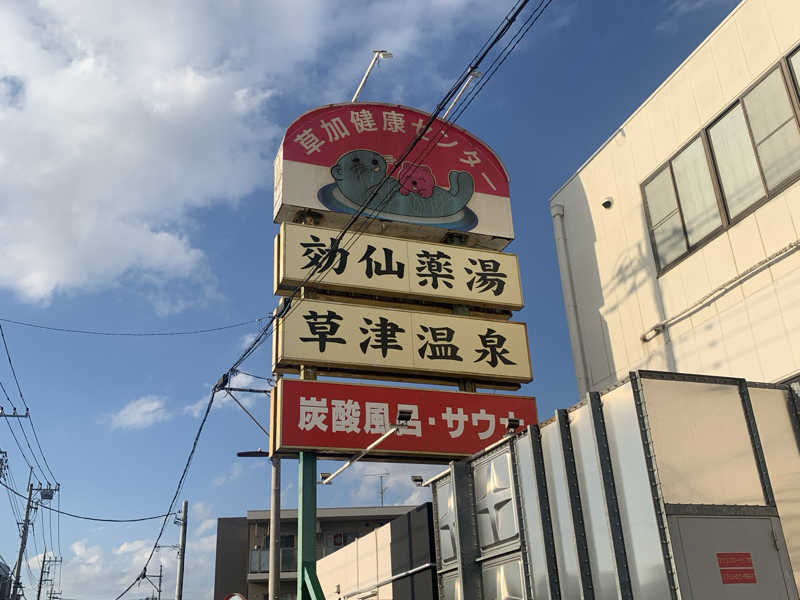 草加健康センター
効仙薬湯
草津温泉
炭酸風呂・サウナ